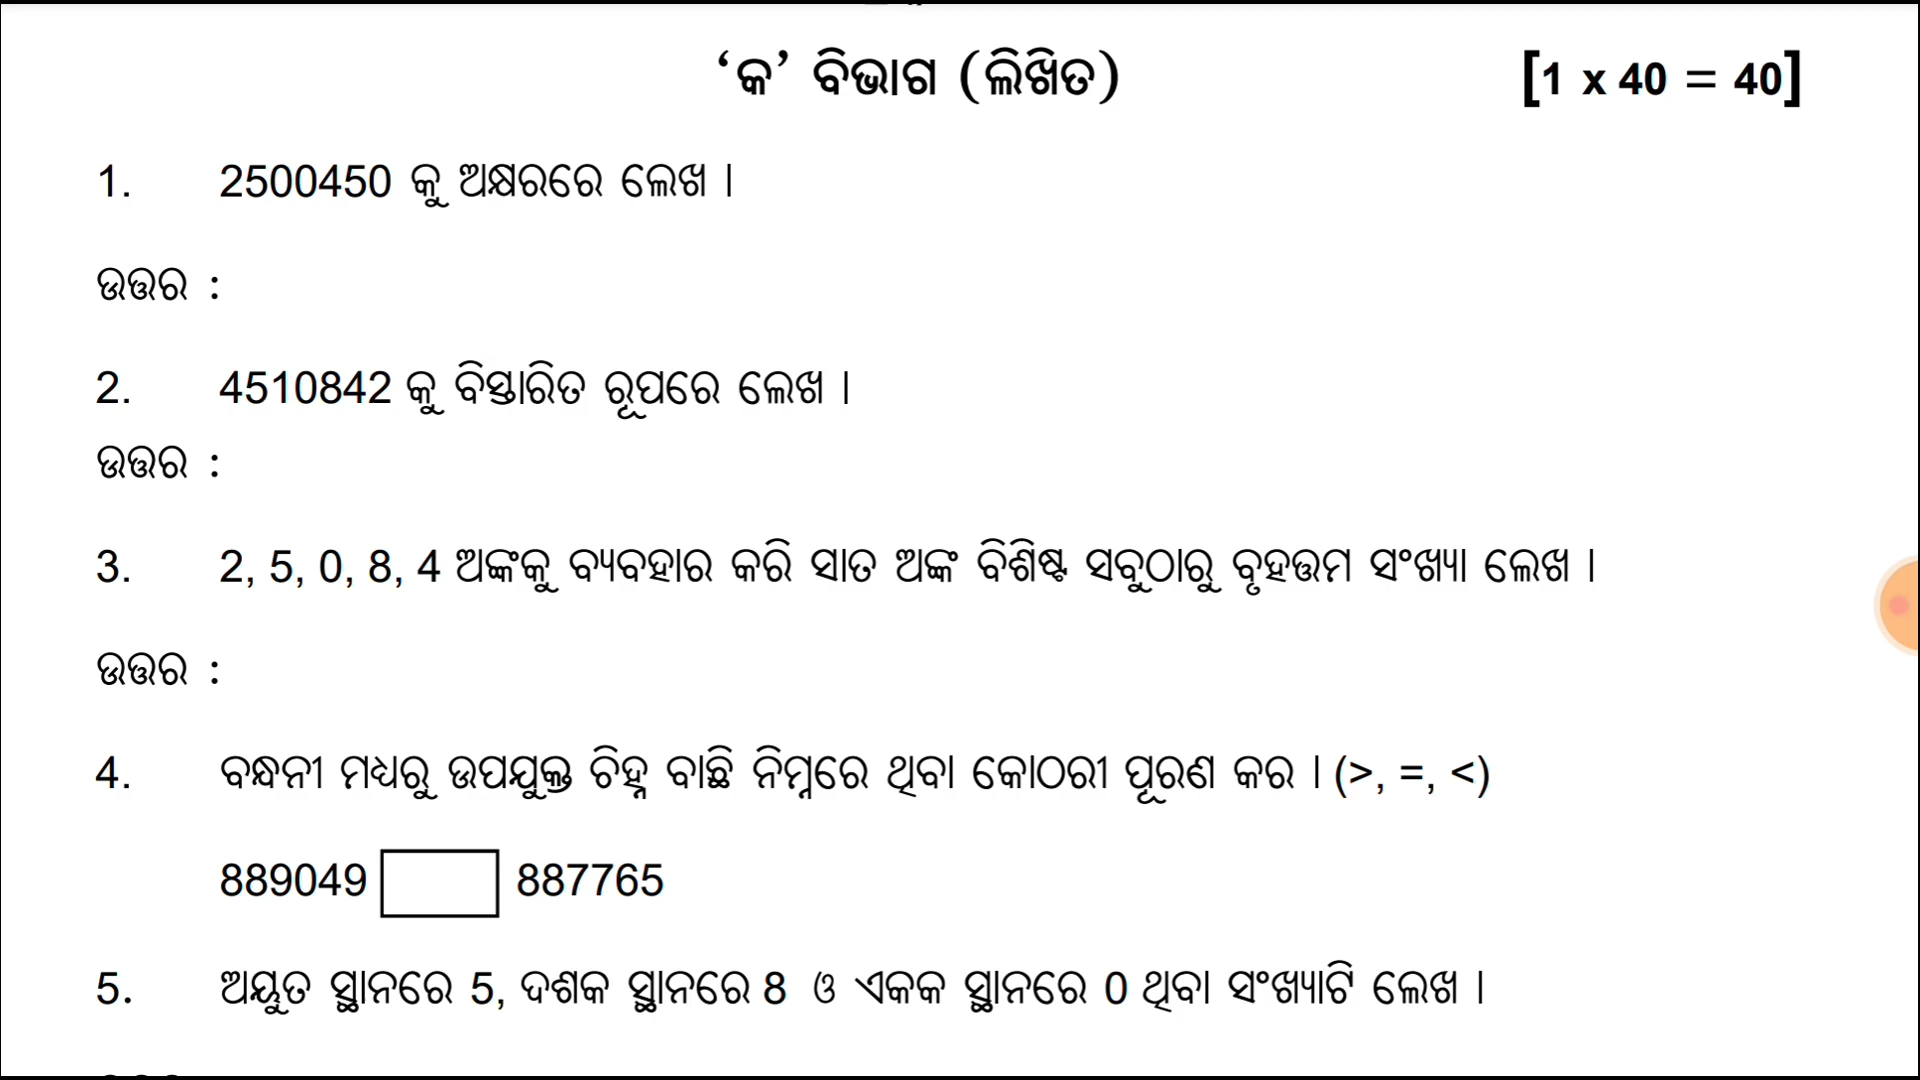 ‘କ’ ବିଭାଗ (ଲିଖିତ) [1 x 40 = 40]
1. 2500450 କୁ ଅକ୍ଷରରେ ଲେଖ ।
ଉତ୍ତର :
2. 4510842 କୁ ବିସ୍ତାରିତ ରୂପରେ ଲେଖ ।
ଉତ୍ତର :
3. 2, 5, 0, 8, 4 ଅଙ୍କକୁ ବ୍ୟବହାର କରି ସାତ ଅଙ୍କ ବିଶିଷ୍ଟ ସବୁଠାରୁ ବୃହତ୍ତମ ସଂଖ୍ୟା ଲେଖ ।
ଉତ୍ତର :
4. ବନ୍ଧନୀ ମଧ୍ୟରୁ ଉପଯୁକ୍ତ ଚିହ୍ନ ବାଛି ନିମ୍ନରେ ଥିବା କୋଠରୀ ପୂରଣ କର । (>, =, <)
889049 887765
5. ଅୟୁତ ସ୍ଥାନରେ 5, ଦଶକ ସ୍ଥାନରେ 8 ଓ ଏକକ ସ୍ଥାନରେ 0 ଥିବା ସଂଖ୍ୟାଟି ଲେଖ ।